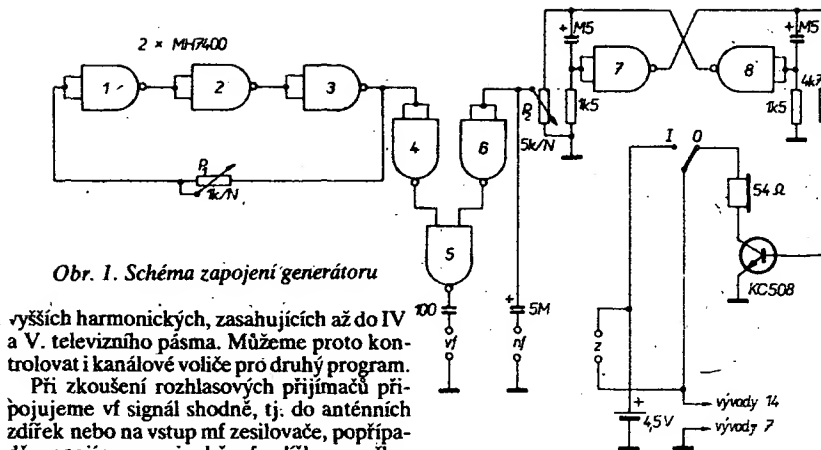 2 × MH7400
1
2
3
P1
1k/N
4
6
5
100
vf
+
5M
nf
P2
5k/N
+ M5
1k5
7
8
+ M5
1k5
4k7
I
O
54 Ω
KC508
z
+
4,5 V
vývody 14
vývody 7
Obr. 1. Schéma zapojení generátoru
vyšších harmonických, zasahujících až do IV
a V. televizního pásma. Můžeme proto kon-
trolovat i kanálové voliče pro druhý program.
Při zkoušení rozhlasových přijímačů při-
pojujeme vf signál shodně, tj. do anténních
zdířek nebo na vstup mf zesilovače, popřípa-